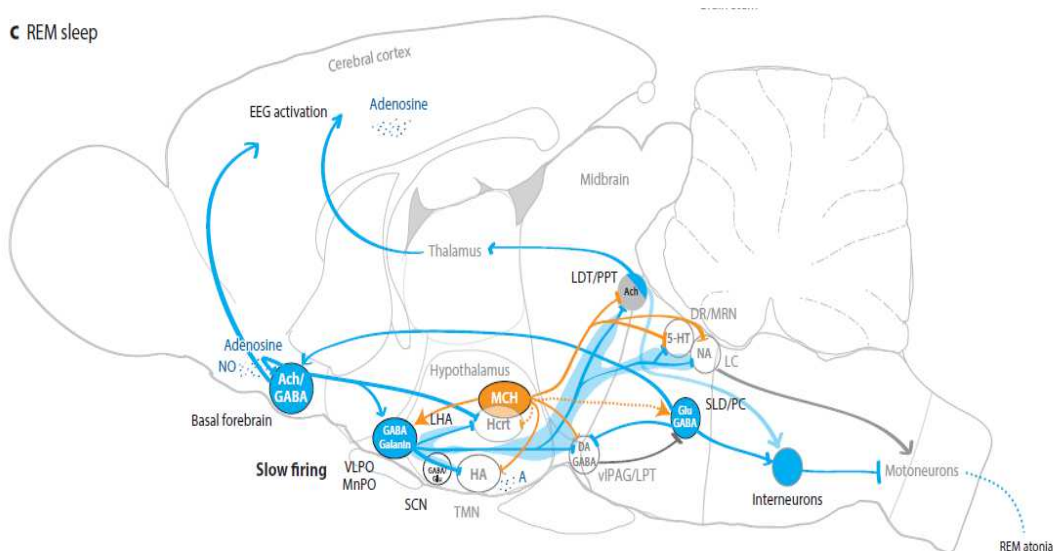 C REM sleep
Cerebral cortex
EEG activation
Adenosine
Midbrain
Thalamus
LDT/PPT
Ach
DR/MRN
5-HT
NA
LC
Adenosine
NO
Ach/
GABA
Basal forebrain
Hypothalamus
MCH
LHA
Hcrt
Glu
GABA
SLD/PC
GABA
Galanin
DA
GABA
vlPAG/LPT
Slow firing
VLPO
MnPO
GABA/
Glu
HA
A
SCN
TMN
Interneurons
Motoneurons
REM atonia